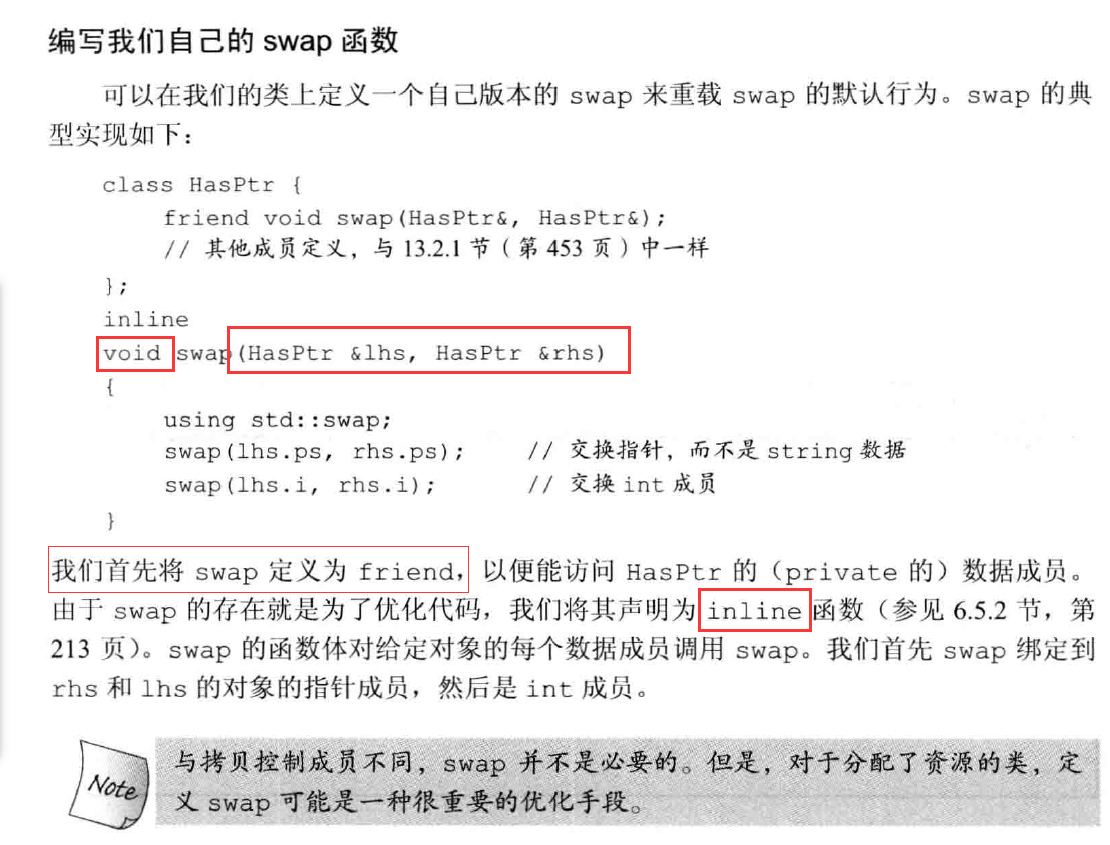 编写我们自己的 swap 函数
可以在我们的类上定义一个自己版本的 swap 来重载 swap 的默认行为。swap 的典
型实现如下：
class HasPtr {
friend void swap(HasPtr&, HasPtr&);
// 其他成员定义，与 13.2.1 节（第 453 页）中一样
};
inline
void swap(HasPtr &lhs, HasPtr &rhs)
{
using std::swap;
swap(lhs.ps, rhs.ps); // 交换指针，而不是 string 数据
swap(lhs.i, rhs.i); // 交换 int 成员
}
我们首先将 swap 定义为 friend，以便能访问 HasPtr 的（private 的）数据成员。
由于 swap 的存在就是为了优化代码，我们将其声明为 inline 函数（参见 6.5.2 节，第
213 页）。swap 的函数体对给定对象的每个数据成员调用 swap。我们首先 swap 绑定到
rhs 和 lhs 的对象的指针成员，然后是 int 成员。
Note
与拷贝控制成员不同，swap 并不是必要的。但是，对于分配了资源的类，定
义 swap 可能是一种很重要的优化手段。